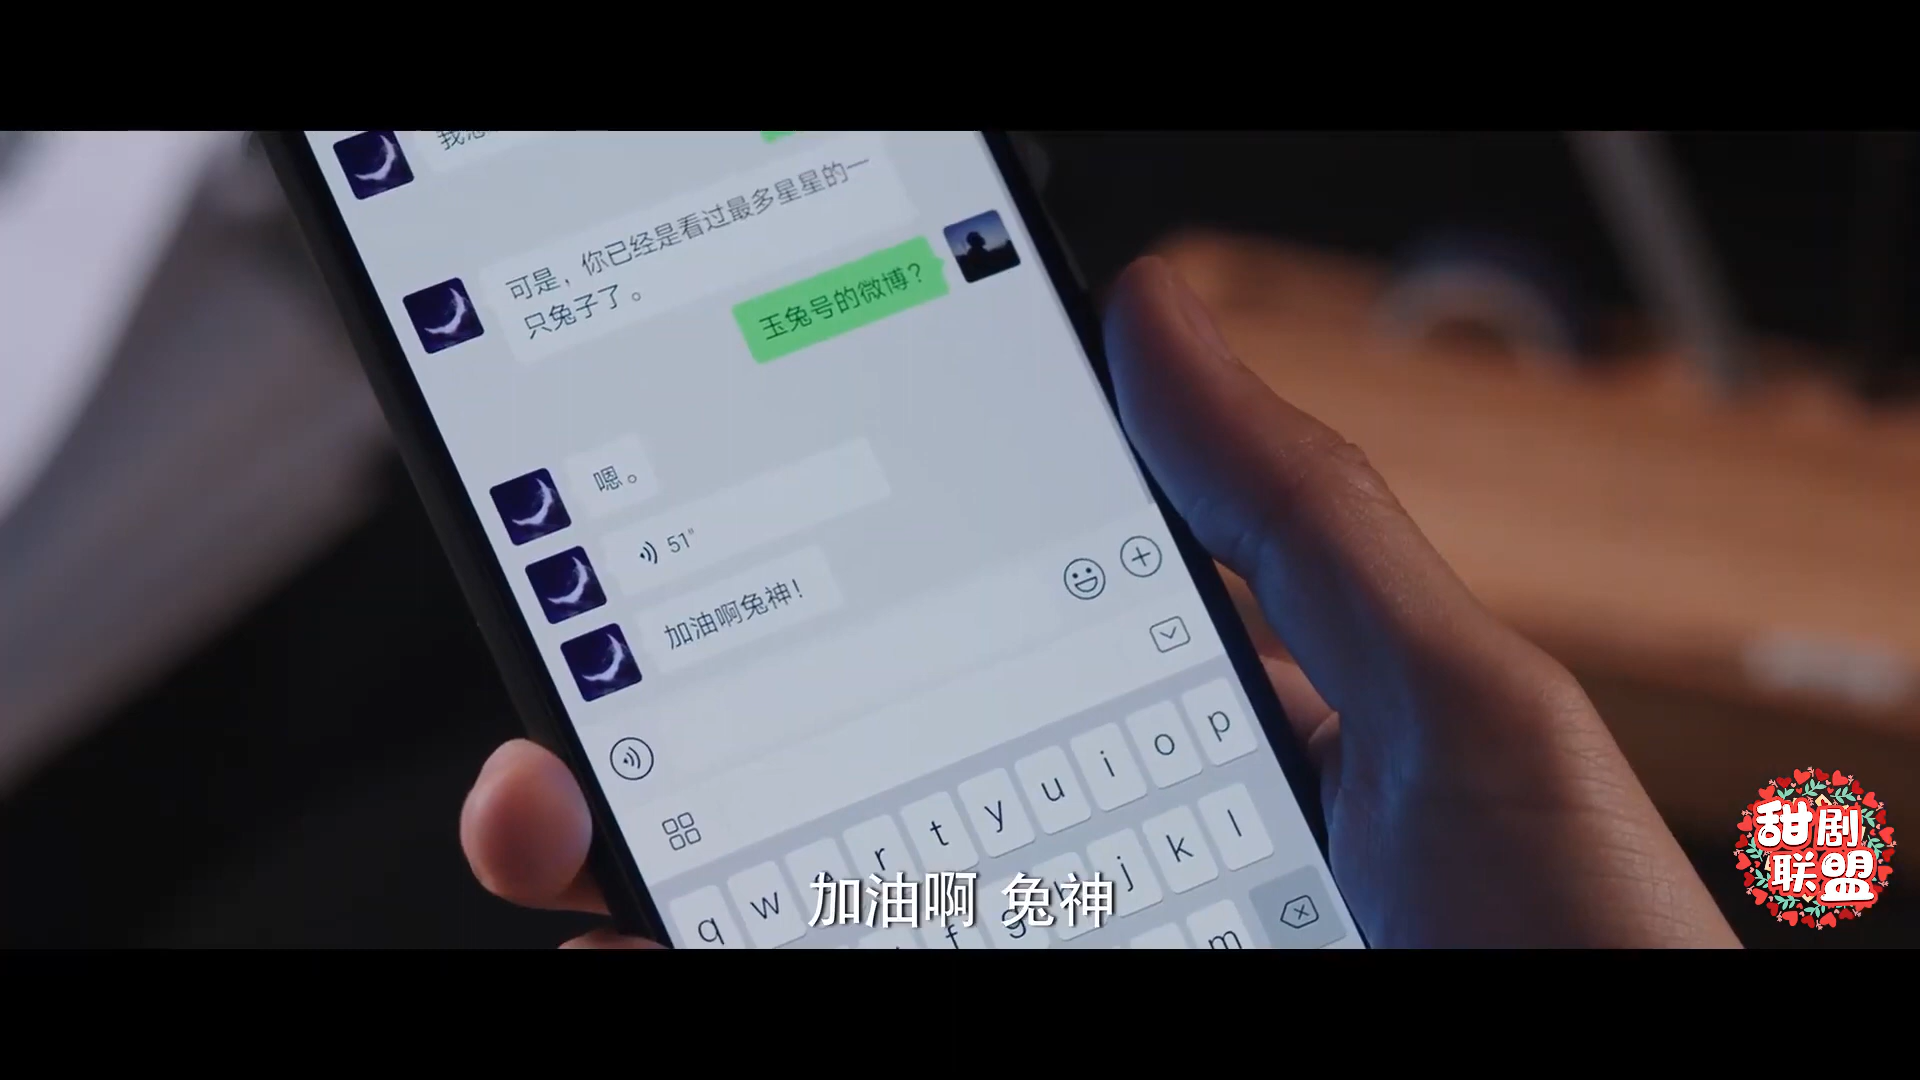 可是，你已经是看过最多星星的一
只兔子了。
玉兔号的微博？
嗯。
51"
加油啊兔神！
q w r t y u i o p
f g h j k l
m
加油啊 兔神
甜剧
联盟